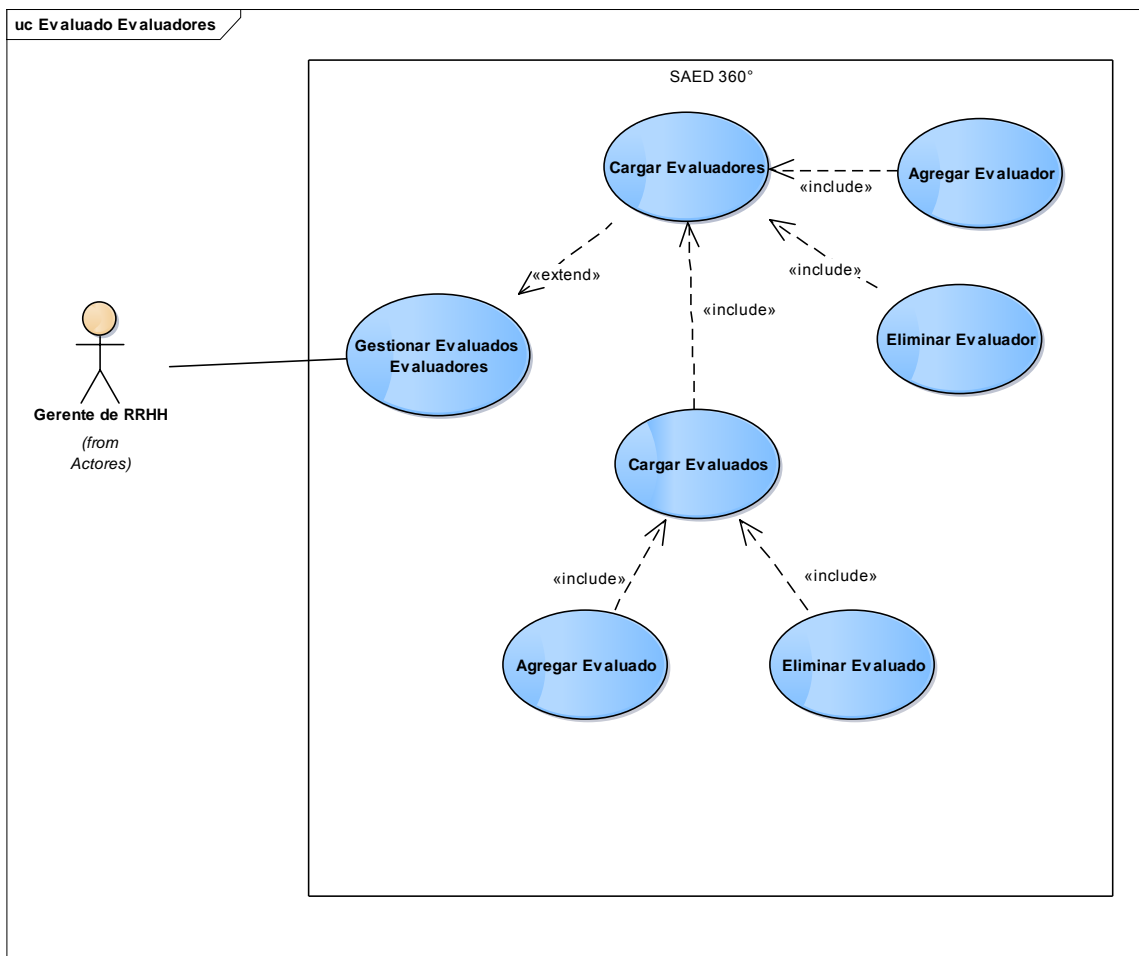 uc Evaluado Evaluadores
SAED 360°
Cargar Evaluadores
Agregar Evaluador
«include»
«include»
«extend»
«include»
Gestionar Evaluados
Evaluadores
Eliminar Evaluador
Gerente de RRHH
(from
Actores)
Cargar Evaluados
«include»
«include»
Agregar Evaluado
Eliminar Evaluado